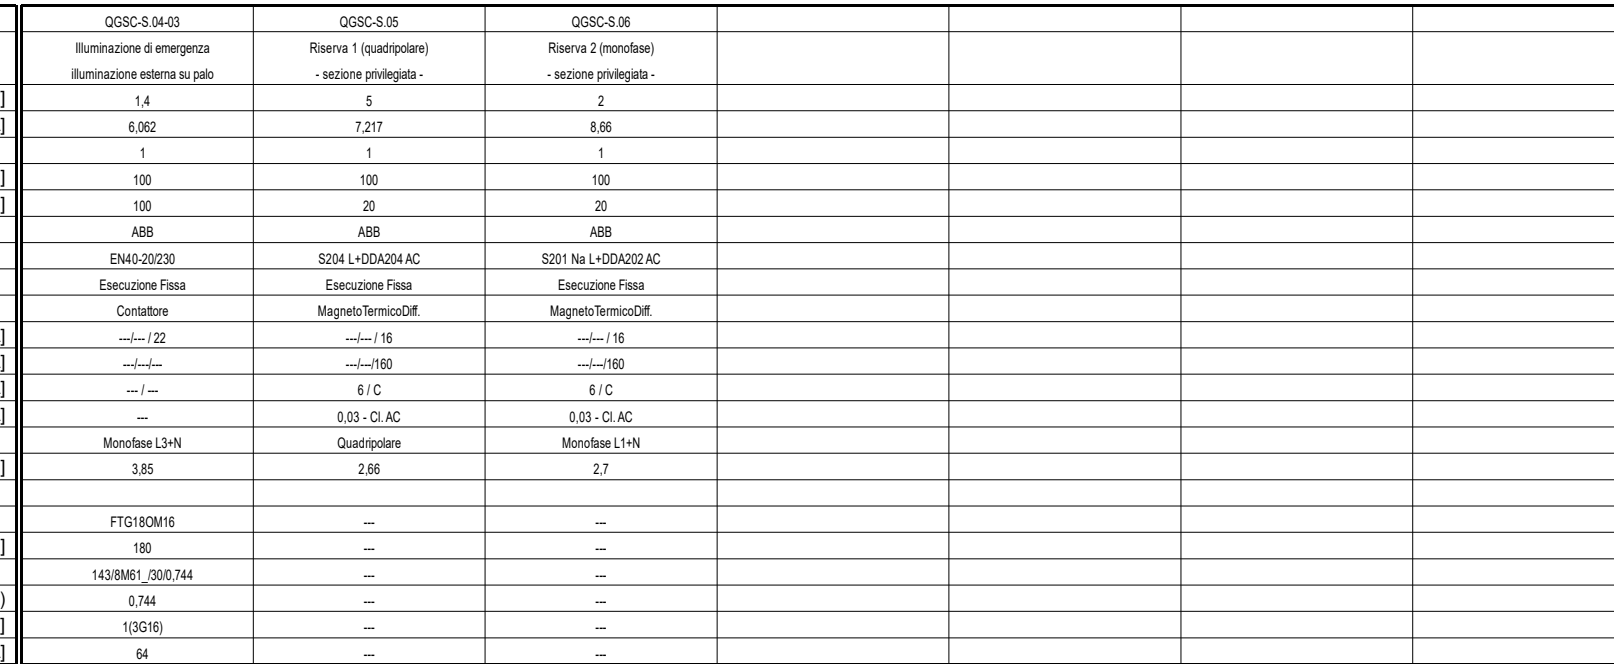 QGSC-S.04-03 QGSC-S.05 QGSC-S.06
Illuminazione di emergenza Riserva 1 (quadripolare) Riserva 2 (monofase)
illuminazione esterna su palo - sezione privilegiata - - sezione privilegiata -
] 1,4 5 2
] 6,062 7,217 8,66
1 1 1
] 100 100 100
] 100 20 20
ABB ABB ABB
EN40-20/230 S204 L+DDA204 AC S201 Na L+DDA202 AC
Esecuzione Fissa Esecuzione Fissa Esecuzione Fissa
Contattore MagnetoTermicoDiff. MagnetoTermicoDiff.
] ---/--- / 22 ---/--- / 16 ---/--- / 16
] ---/---/--- ---/---/160 ---/---/160
] --- / --- 6 / C 6 / C
] --- 0,03 - Cl. AC 0,03 - Cl. AC
Monofase L3+N Quadripolare Monofase L1+N
] 3,85 2,66 2,7
FTG18OM16 --- ---
] 180 --- ---
143/8M61_/30/0,744 --- ---
) 0,744 --- ---
] 1(3G16) --- ---
] 64 --- ---